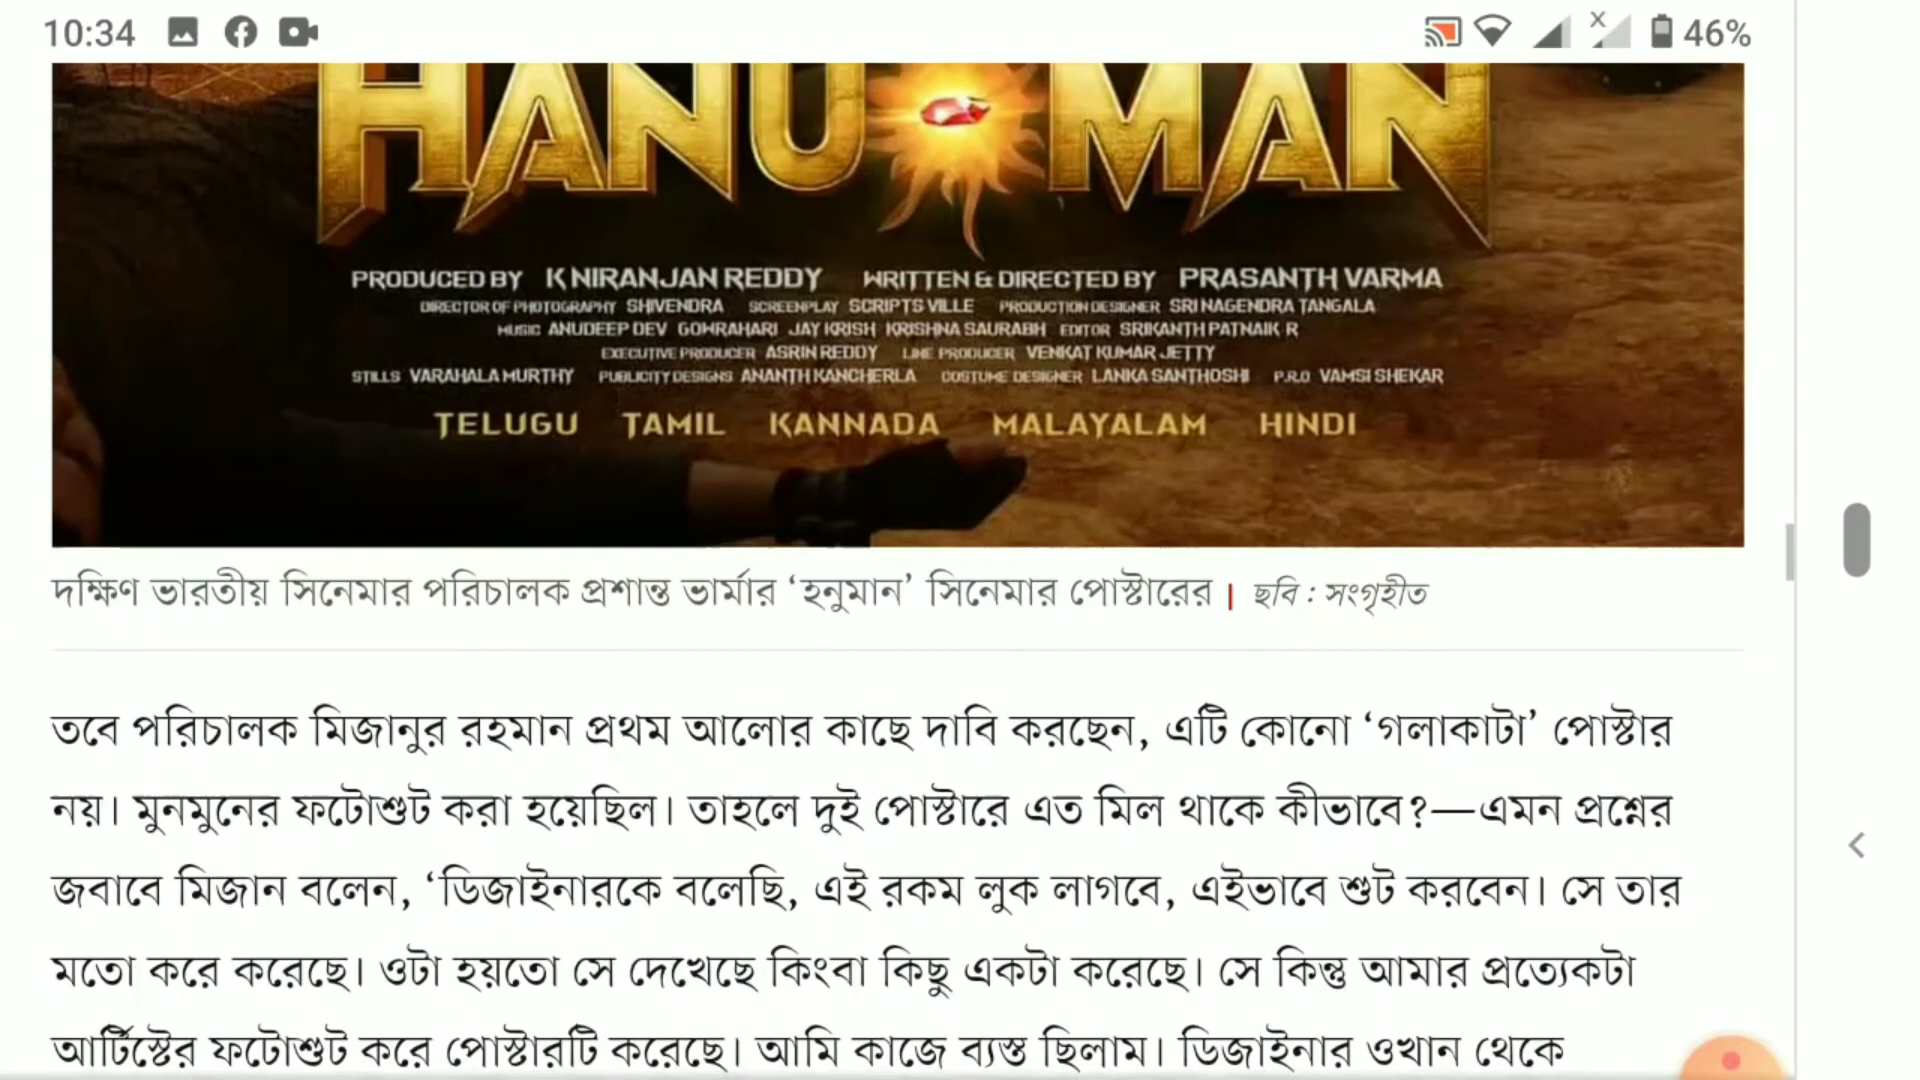 10:34 46%
HANU MAN
PRODUCED BY K NIRANJAN REDDY WRITTEN & DIRECTED BY PRASANTH VARMA
DIRECTOR OF PHOTOGRAPHY SHIVENDRA SCREENPLAY SCRIPTS VILLE PRODUCTION DESIGNER SRI NAGENDRA TANGALA
MUSIC ANUDEEP DEV GOWRAHARI JAY KRISH KRISHNA SAURABH EDITOR SRIKANTH PATNAIK R
EXECUTIVE PRODUCER ASRIN REDDY LINE PRODUCER VENKAT KUMAR JETTY
STILLS VARAHALA MURTHY PUBLICITY DESIGNS ANANTH KANCHERLA COSTUME DESIGNER LANKA SANTHOSHI P.R.O VAMSI SHEKAR
TELUGU TAMIL KANNADA MALAYALAM HINDI
দক্ষিণ ভারতীয় সিনেমার পরিচালক প্রশান্ত ভার্মার ‘হনুমান’ সিনেমার পোস্টারের | ছবি : সংগৃহীত
তবে পরিচালক মিজানুর রহমান প্রথম আলোর কাছে দাবি করছেন, এটি কোনো ‘গলাকাটা’ পোস্টার
নয়। মুনমুনের ফটোশুট করা হয়েছিল। তাহলে দুই পোস্টারে এত মিল থাকে কীভাবে?—এমন প্রশ্নের
জবাবে মিজান বলেন, ‘ডিজাইনারকে বলেছি, এই রকম লুক লাগবে, এইভাবে শুট করবেন। সে তার
মতো করে করেছে। ওটা হয়তো সে দেখেছে কিংবা কিছু একটা করেছে। সে কিন্তু আমার প্রত্যেকটা
আর্টিস্টের ফটোশুট করে পোস্টারটি করেছে। আমি কাজে ব্যস্ত ছিলাম। ডিজাইনার ওখান থেকে